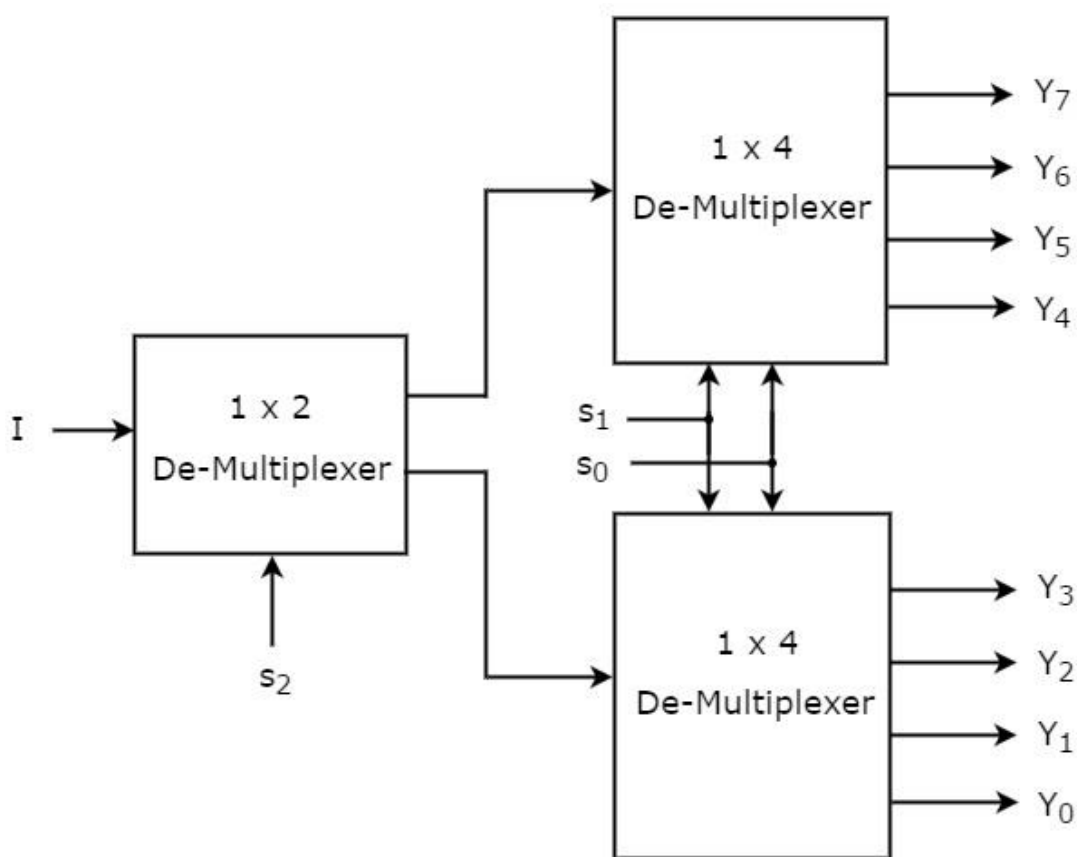 1 x 4
De-Multiplexer
Y₇
Y₆
Y₅
Y₄
I
1 x 2
De-Multiplexer
s₂
s₁
s₀
1 x 4
De-Multiplexer
Y₃
Y₂
Y₁
Y₀